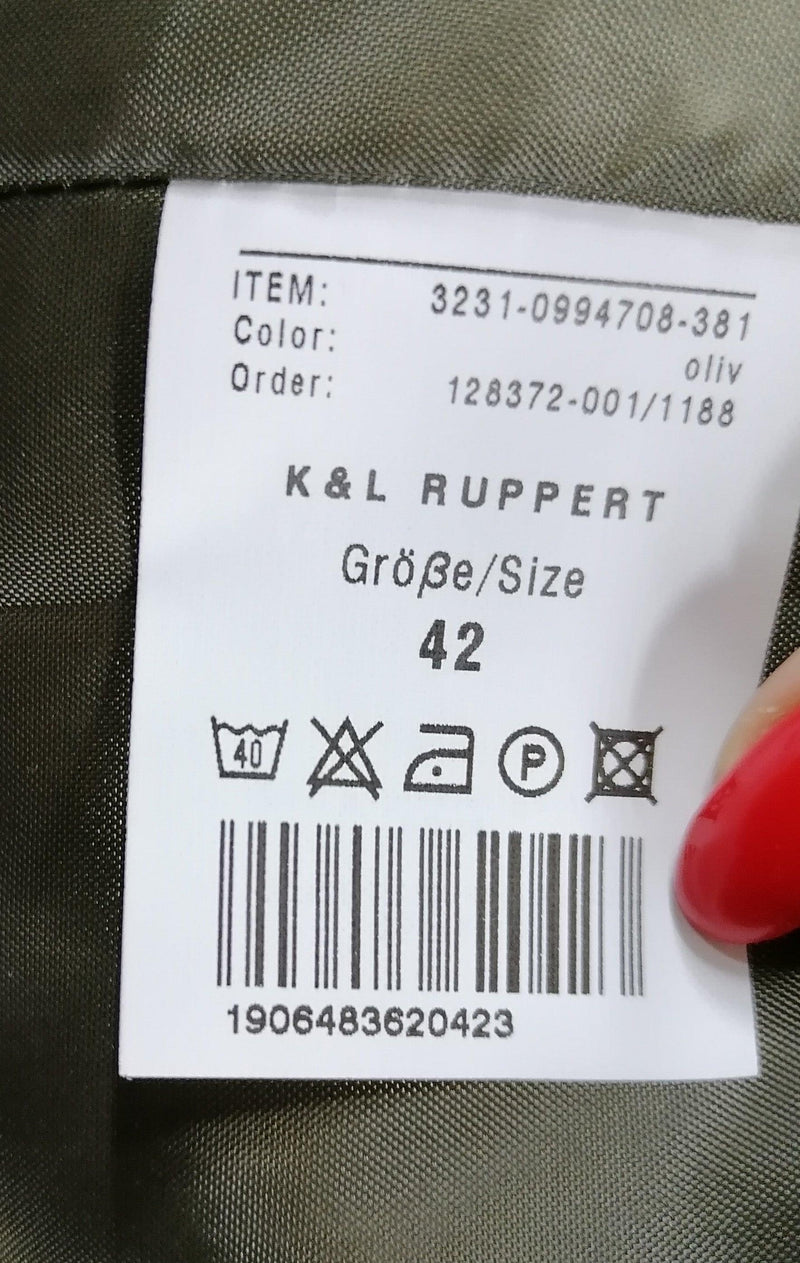 ITEM: 3231-0994708-381
Color: oliv
Order: 128372-001/1188
K & L RUPPERT
Größe/Size
42
40
P
1906483620423